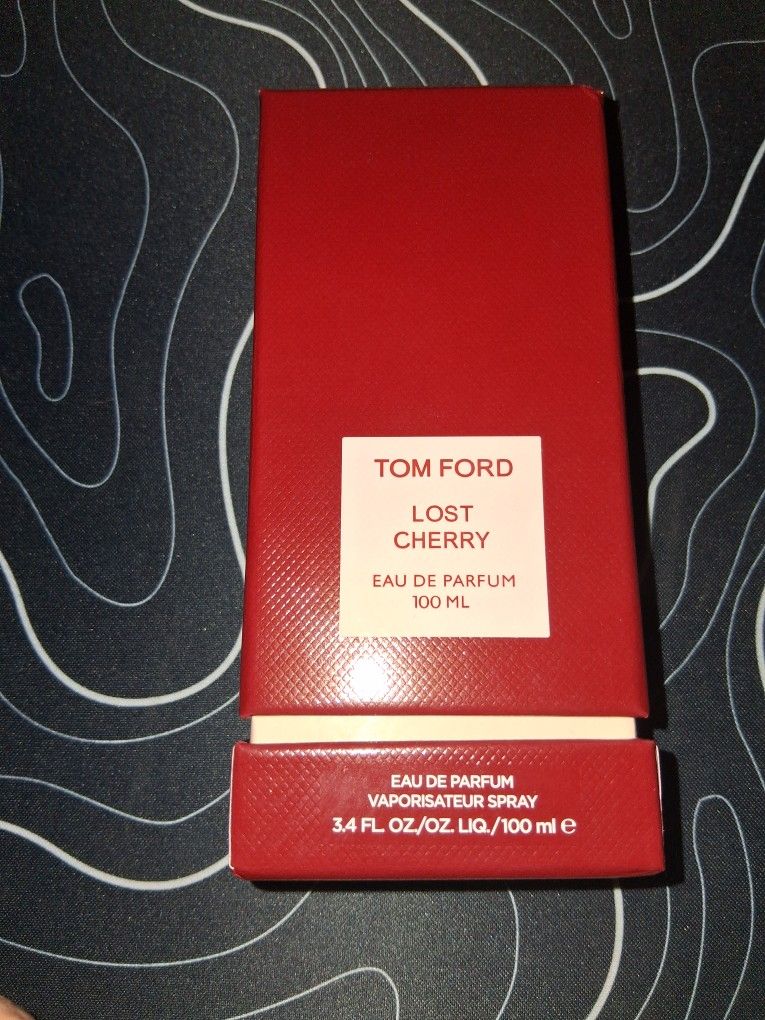 TOM FORD
LOST
CHERRY
EAU DE PARFUM
100 ML
EAU DE PARFUM
VAPORISATEUR SPRAY
3.4 FL. OZ./OZ. LIQ./100 ml ℮